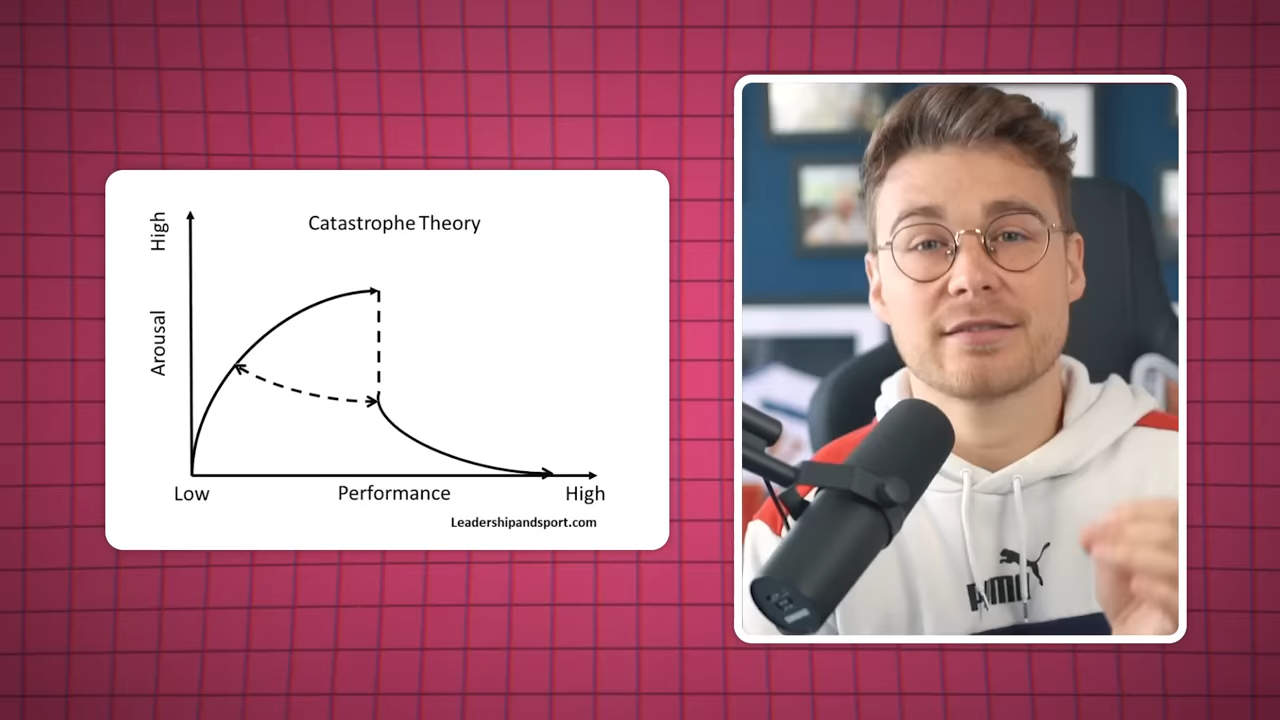 Catastrophe Theory
High
Arousal
Low
Performance
High
Leadershipandsport.com
PUMA